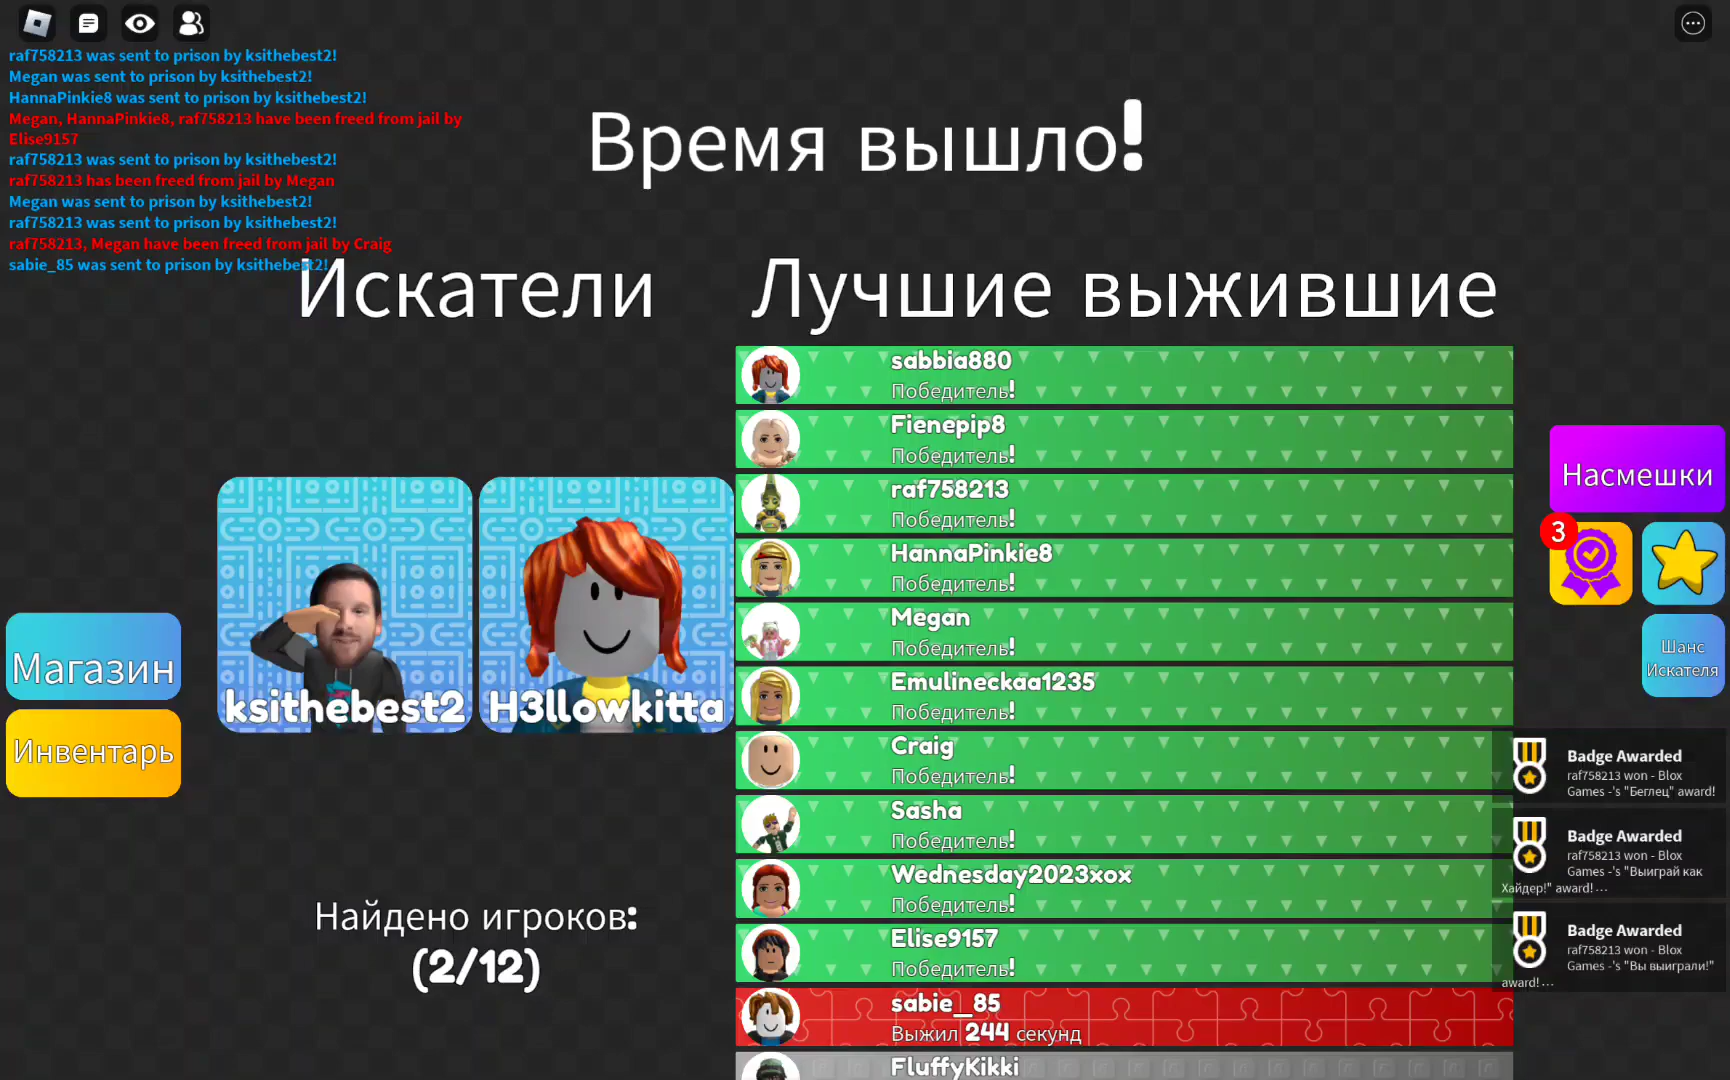 raf758213 was sent to prison by ksithebest2!
Megan was sent to prison by ksithebest2!
HannaPinkie8 was sent to prison by ksithebest2!
Megan, HannaPinkie8, raf758213 have been freed from jail by
Elise9157
raf758213 was sent to prison by ksithebest2!
raf758213 has been freed from jail by Megan
Megan was sent to prison by ksithebest2!
raf758213 was sent to prison by ksithebest2!
raf758213, Megan have been freed from jail by Craig
sabie_85 was sent to prison by ksithebest2!
Время вышло!
Искатели
Лучшие выжившие
ksithebest2
H3llowkitta
Найдено игроков:
(2/12)
sabbia880
Победитель!
Fienepip8
Победитель!
raf758213
Победитель!
HannaPinkie8
Победитель!
Megan
Победитель!
Emulineckaa1235
Победитель!
Craig
Победитель!
Sasha
Победитель!
Wednesday2023xox
Победитель!
Elise9157
Победитель!
sabie_85
Выжил 244 секунд
FluffyKikki
Магазин
Инвентарь
Насмешки
3
Шанс
Искателя
Badge Awarded
raf758213 won - Blox
Games -'s "Беглец" award!
Badge Awarded
raf758213 won - Blox
Games -'s "Выиграй как
Хайдер!" award!...
Badge Awarded
raf758213 won - Blox
Games -'s "Вы выиграли!"
award!...